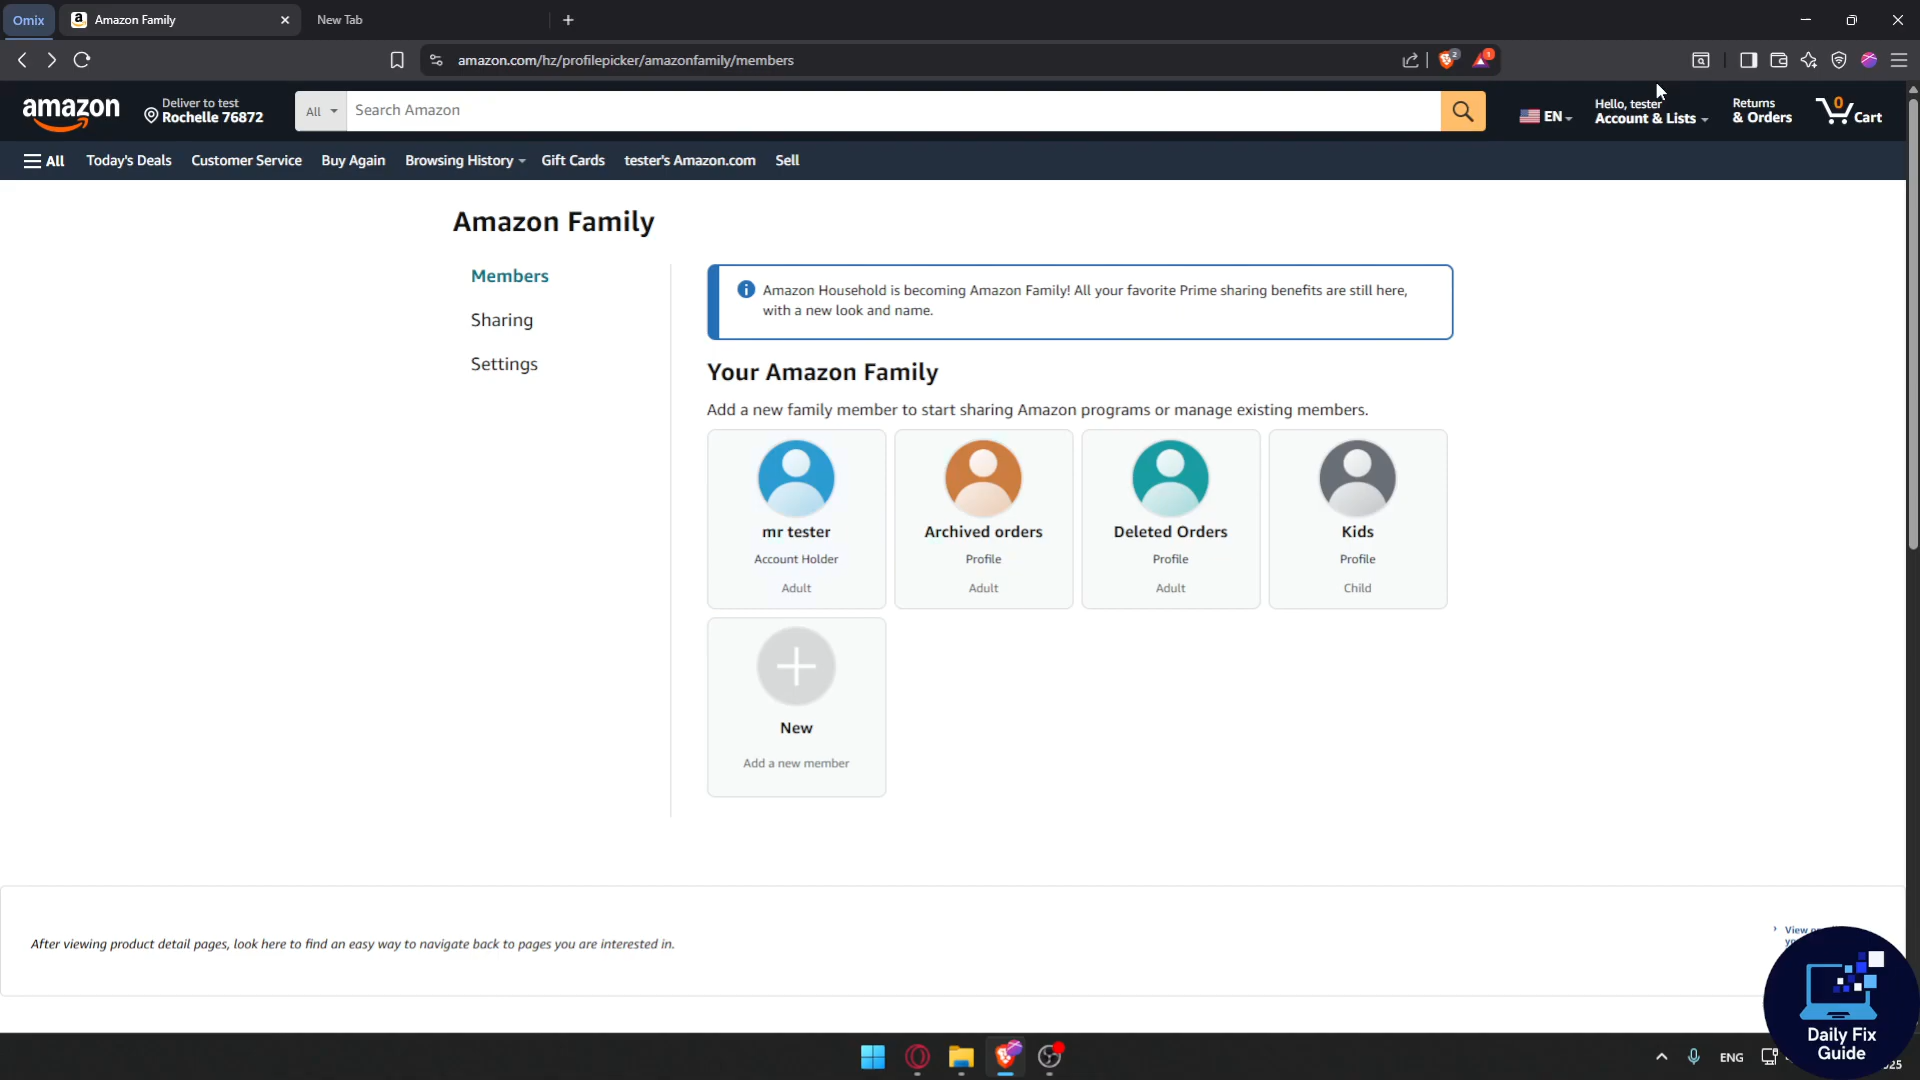 Omix
Amazon Family
New Tab
amazon.com/hz/profilepicker/amazonfamily/members
2
1
amazon
Deliver to test
Rochelle 76872
All
Search Amazon
EN
Hello, tester
Account & Lists
Returns
& Orders
0
Cart
All
Today's Deals
Customer Service
Buy Again
Browsing History
Gift Cards
tester's Amazon.com
Sell
Amazon Family
Members
Sharing
Settings
Amazon Household is becoming Amazon Family! All your favorite Prime sharing benefits are still here,
with a new look and name.
Your Amazon Family
Add a new family member to start sharing Amazon programs or manage existing members.
mr tester
Account Holder
Adult
Archived orders
Profile
Adult
Deleted Orders
Profile
Adult
Kids
Profile
Child
New
Add a new member
After viewing product detail pages, look here to find an easy way to navigate back to pages you are interested in.
View
Daily Fix
Guide
ENG